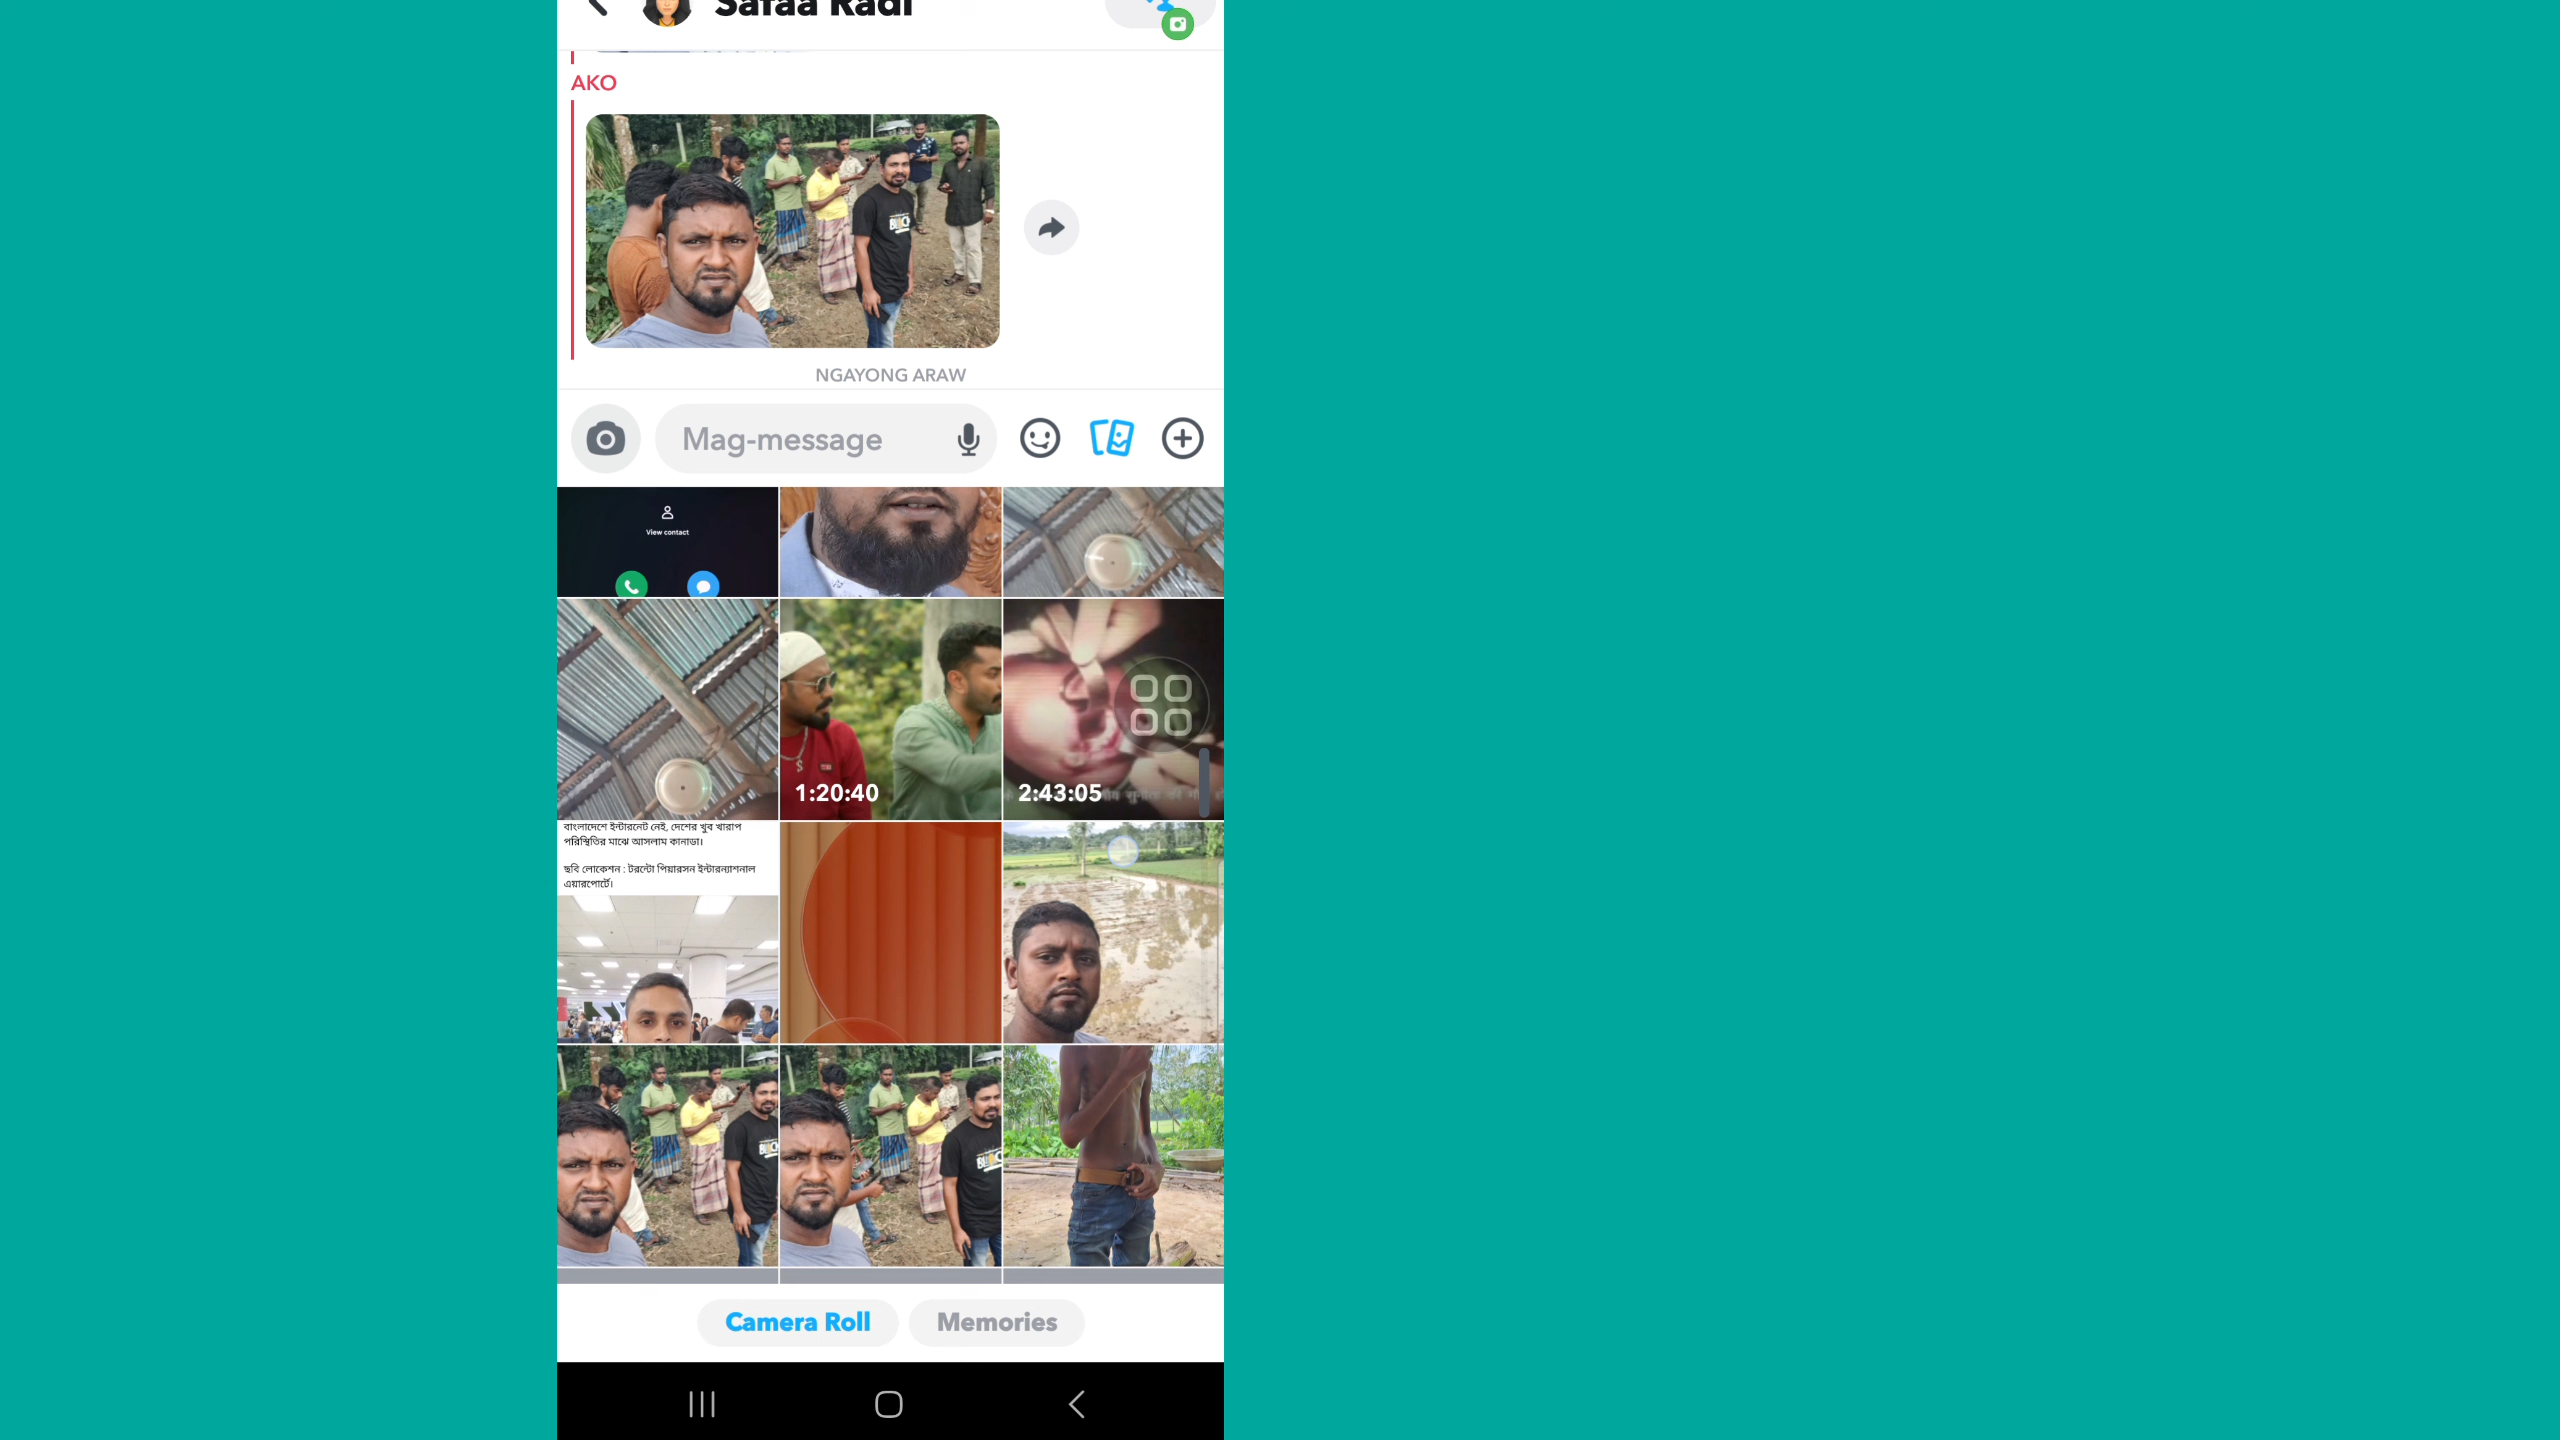 Safaa Radi
AKO
NGAYONG ARAW
Mag-message
View contact
1:20:40
2:43:05
বাংলাদেশে ইন্টারনেট নেই, দেশের খুব খারাপ
পরিস্থিতির মাঝে আসলাম কানাডা।
ছবি লোকেশন : টরন্টো পিয়ারসন ইন্টারন্যাশনাল
এয়ারপোর্টে।
Camera Roll
Memories